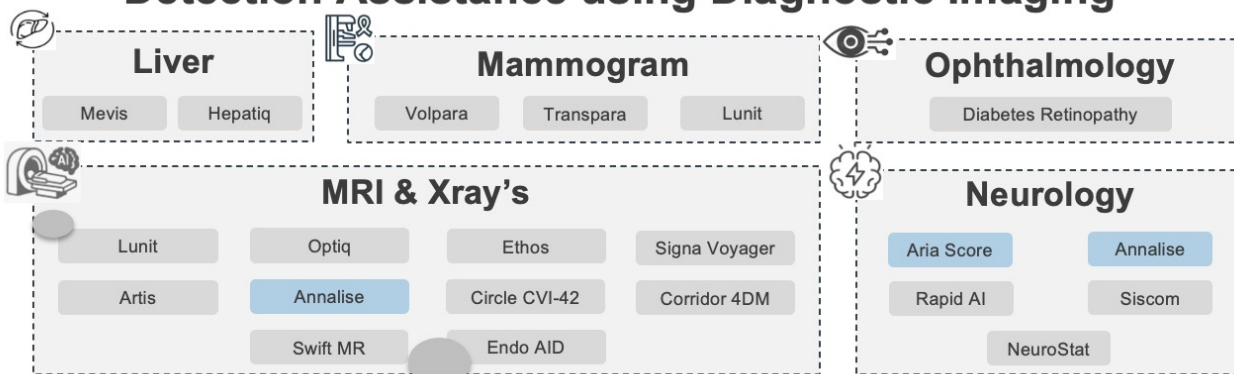 Detection Assistance using Diagnostic Imaging
Liver
Mevis
Hepatiq
Mammogram
Volpara
Transpara
Lunit
Ophthalmology
Diabetes Retinopathy
AI
MRI & Xray's
Lunit
Optiq
Ethos
Signa Voyager
Artis
Annalise
Circle CVI-42
Corridor 4DM
Swift MR
Endo AID
Neurology
Aria Score
Annalise
Rapid AI
Siscom
NeuroStat